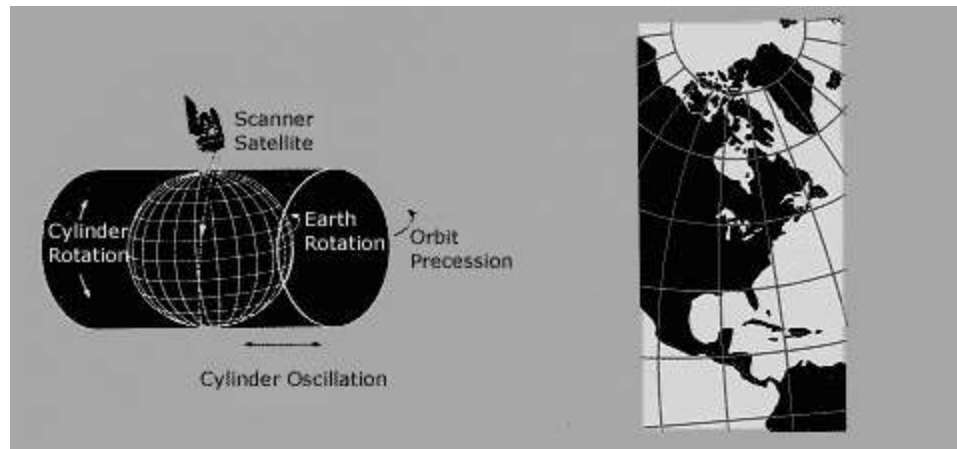 Scanner
Satellite
Cylinder
Rotation
Earth
Rotation
Orbit
Precession
Cylinder Oscillation